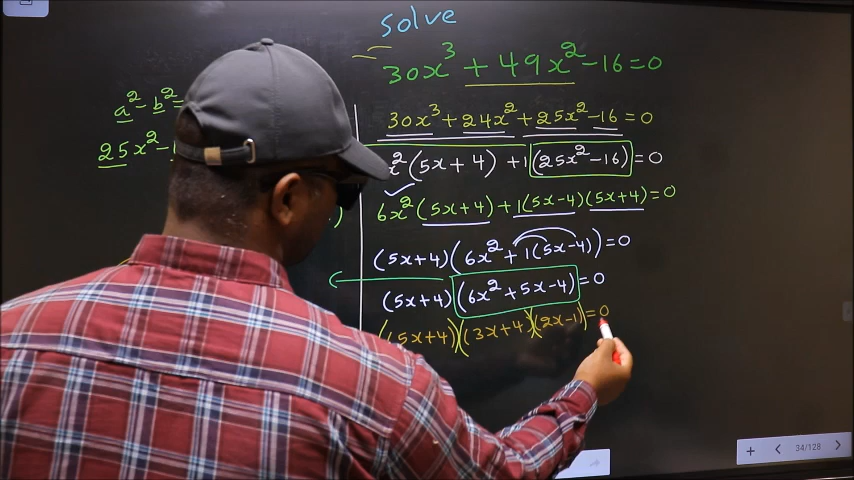 solve
30x³ + 49x² - 16 = 0
a² - b² =
25x² -
30x³ + 24x² + 25x² - 16 = 0
x² (5x + 4) + 1 (25x² - 16) = 0
6x² (5x + 4) + 1 (5x - 4) (5x + 4) = 0
(5x + 4) (6x² + 1 (5x - 4)) = 0
(5x + 4) (6x² + 5x - 4) = 0
(5x + 4) (3x + 4) (2x - 1) = 0
34/128